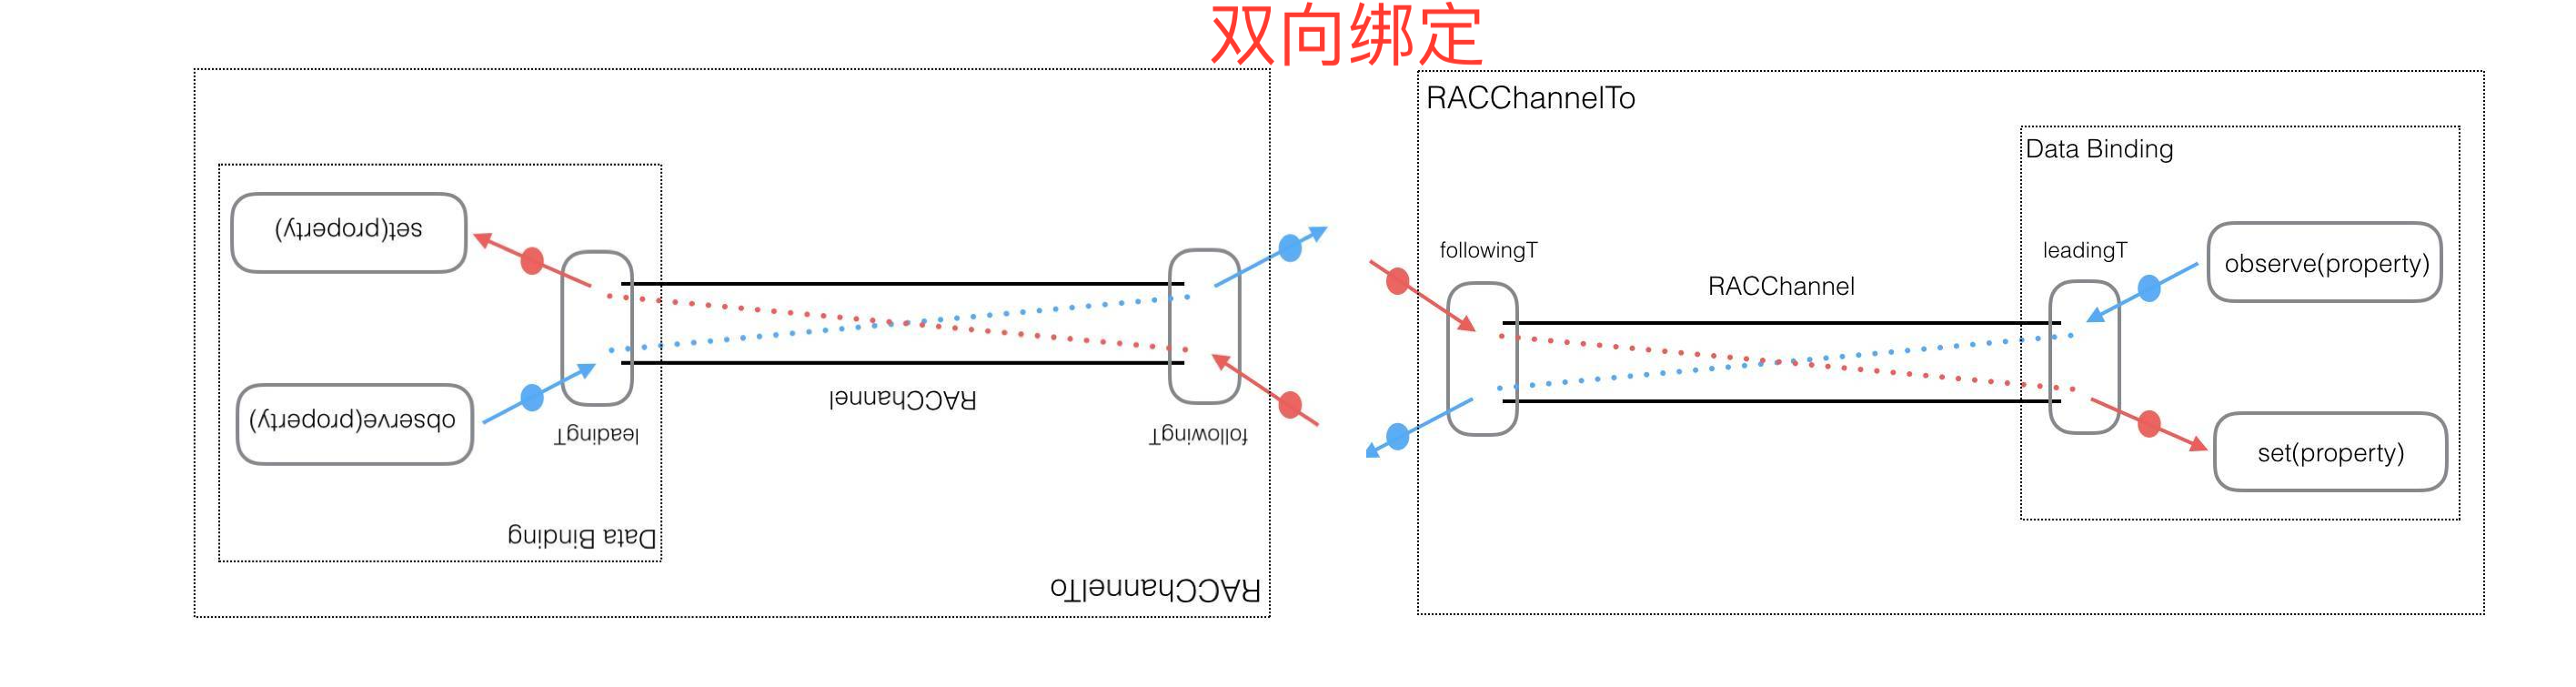 双向绑定
set(property)
observe(property)
leadingT
RACChannel
followingT
Data Binding
RACChannelTo
RACChannelTo
Data Binding
followingT
RACChannel
leadingT
observe(property)
set(property)